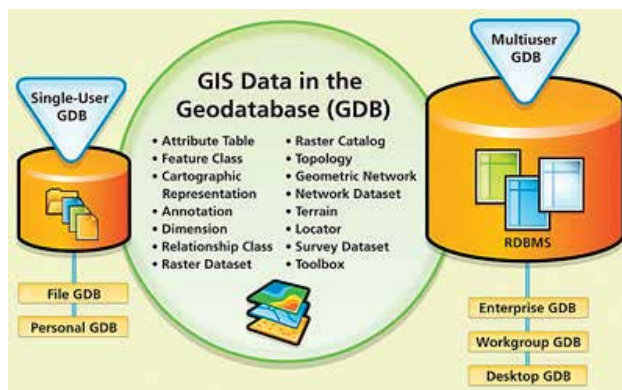 Single-User
GDB
File GDB
Personal GDB
GIS Data in the
Geodatabase (GDB)
• Attribute Table
• Feature Class
• Cartographic
Representation
• Annotation
• Dimension
• Relationship Class
• Raster Dataset
• Raster Catalog
• Topology
• Geometric Network
• Network Dataset
• Terrain
• Locator
• Survey Dataset
• Toolbox
Multiuser
GDB
RDBMS
Enterprise GDB
Workgroup GDB
Desktop GDB